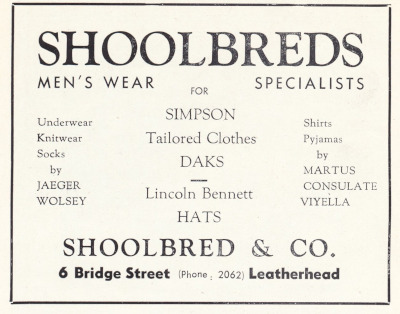 SHOOLBREDS
MEN'S WEAR FOR SPECIALISTS
Underwear
Knitwear
Socks
by
JAEGER
WOLSEY
SIMPSON
Tailored Clothes
DAKS
Lincoln Bennett
HATS
Shirts
Pyjamas
by
MARTUS
CONSULATE
VIYELLA
SHOOLBRED & CO.
6 Bridge Street (Phone: 2062) Leatherhead